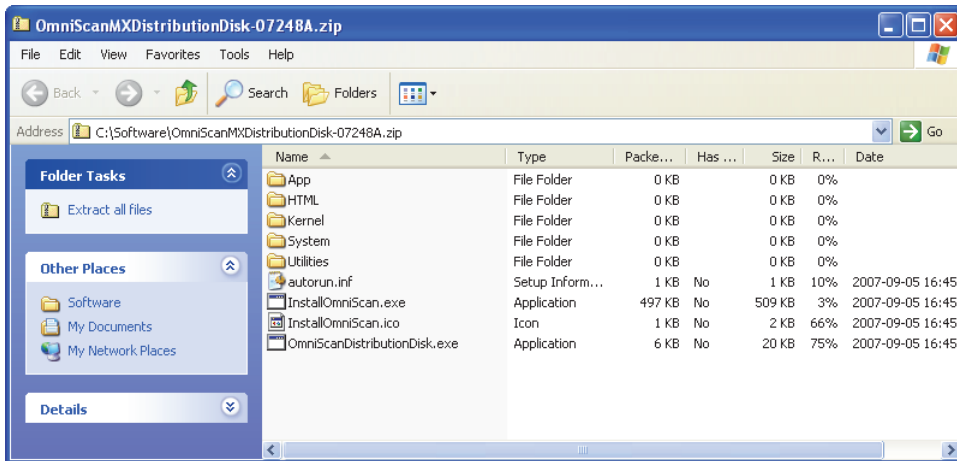 OmniScanMXDistributionDisk-07248A.zip
File Edit View Favorites Tools Help
Back Search Folders
Address C:\Software\OmniScanMXDistributionDisk-07248A.zip Go
Folder Tasks
Extract all files
Other Places
Software
My Documents
My Network Places
Details
Name Type Packe... Has ... Size R... Date
App File Folder 0 KB 0 KB 0%
HTML File Folder 0 KB 0 KB 0%
Kernel File Folder 0 KB 0 KB 0%
System File Folder 0 KB 0 KB 0%
Utilities File Folder 0 KB 0 KB 0%
autorun.inf Setup Inform... 1 KB No 1 KB 10% 2007-09-05 16:45
InstallOmniScan.exe Application 497 KB No 509 KB 3% 2007-09-05 16:45
InstallOmniScan.ico Icon 1 KB No 2 KB 66% 2007-09-05 16:45
OmniScanDistributionDisk.exe Application 6 KB No 20 KB 75% 2007-09-05 16:45